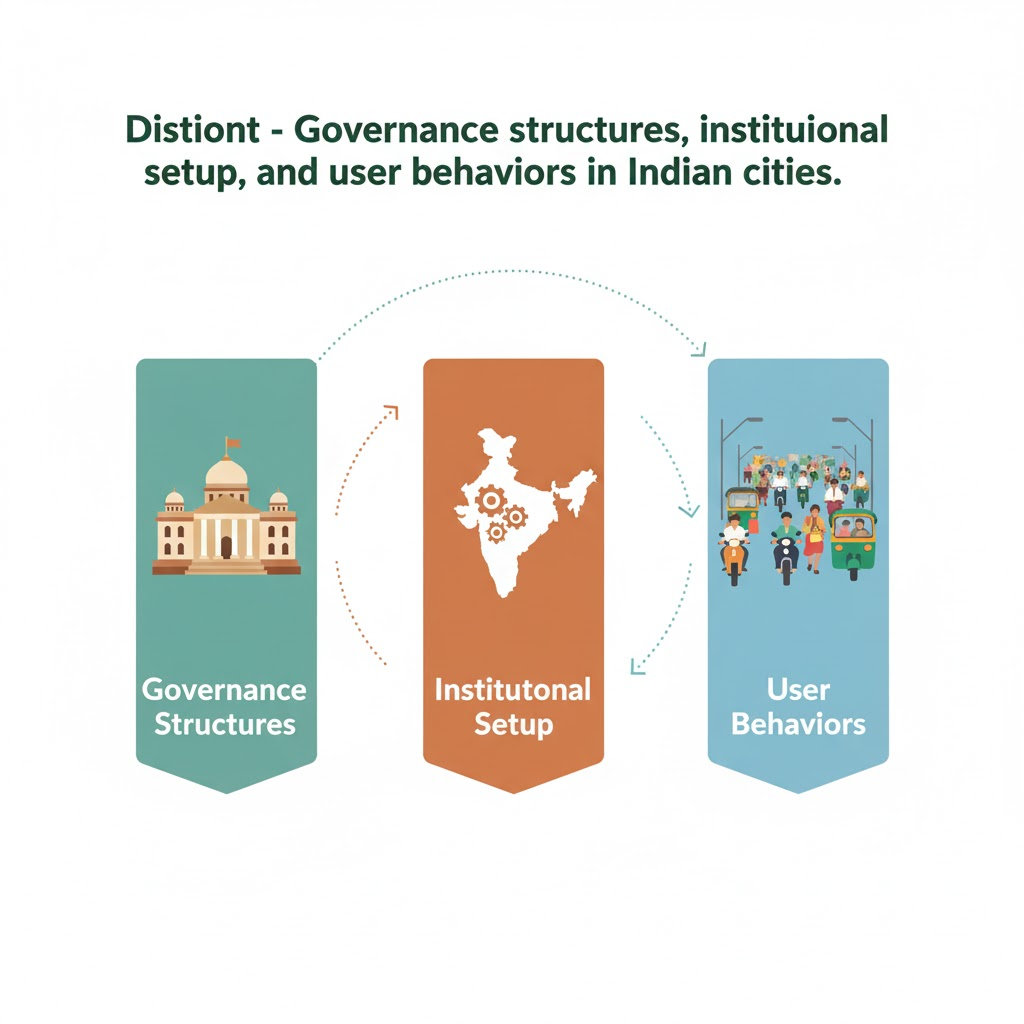 Distiont - Governance structures, instituional
setup, and user behaviors in Indian cities.
Governance
Structures
Institutonal
Setup
User
Behaviors